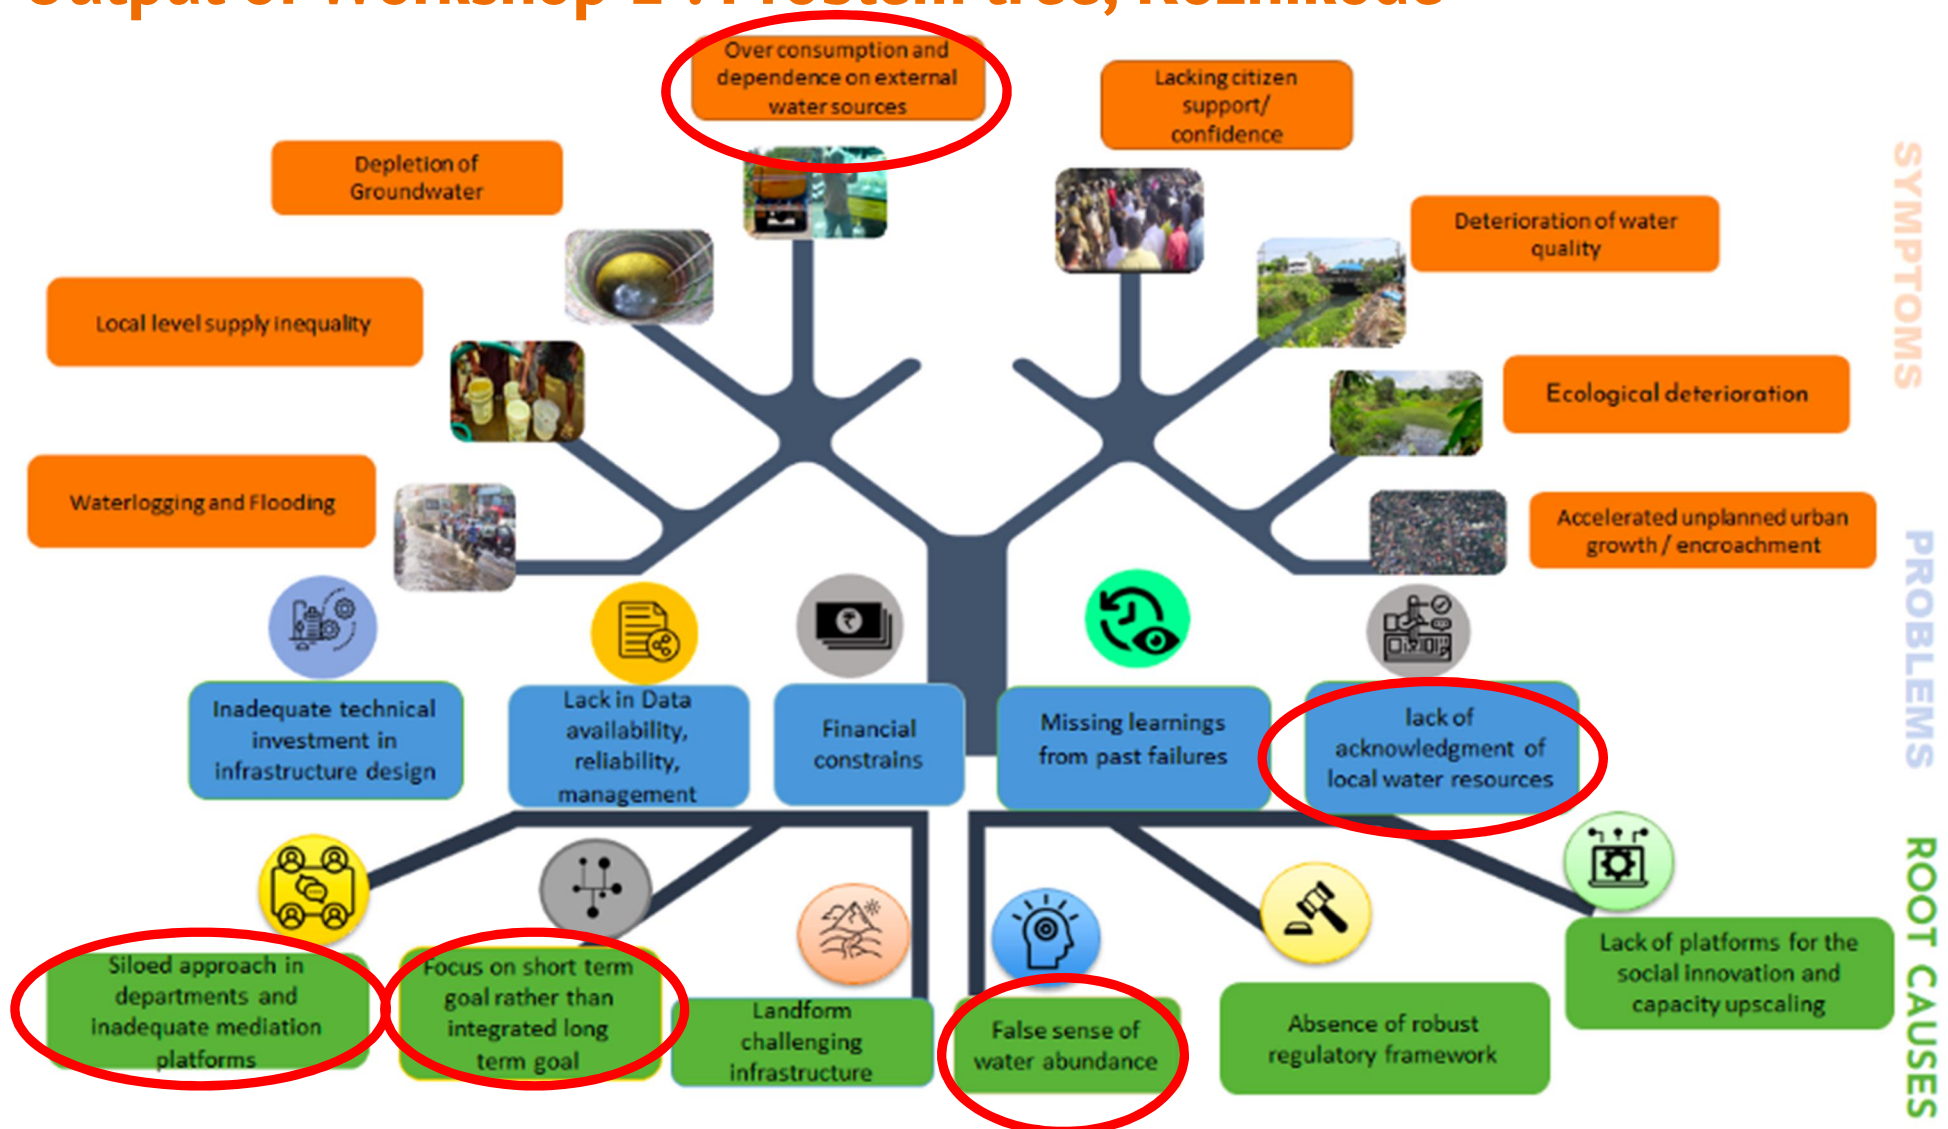 Over consumption and
dependence on external
water sources
Lacking citizen
support/
confidence
Depletion of
Groundwater
Deterioration of water
quality
Local level supply inequality
Ecological deterioration
Waterlogging and Flooding
Accelerated unplanned urban
growth / encroachment
SYMPTOMS
Inadequate technical
investment in
infrastructure design
Lack in Data
availability,
reliability,
management
Financial
constrains
Missing learnings
from past failures
lack of
acknowledgment of
local water resources
PROBLEMS
Siloed approach in
departments and
inadequate mediation
platforms
Focus on short term
goal rather than
integrated long
term goal
Landform
challenging
infrastructure
False sense of
water abundance
Absence of robust
regulatory framework
Lack of platforms for the
social innovation and
capacity upscaling
ROOT CAUSES